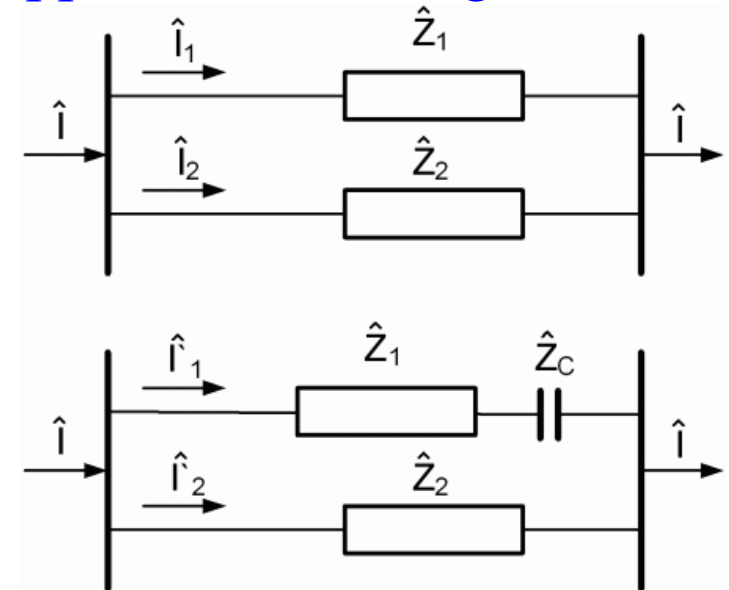 Î₁ Ẑ₁
Î Î₂ Ẑ₂ Î
Î`₁ Ẑ₁ Ẑ_C
Î Î`₂ Ẑ₂ Î